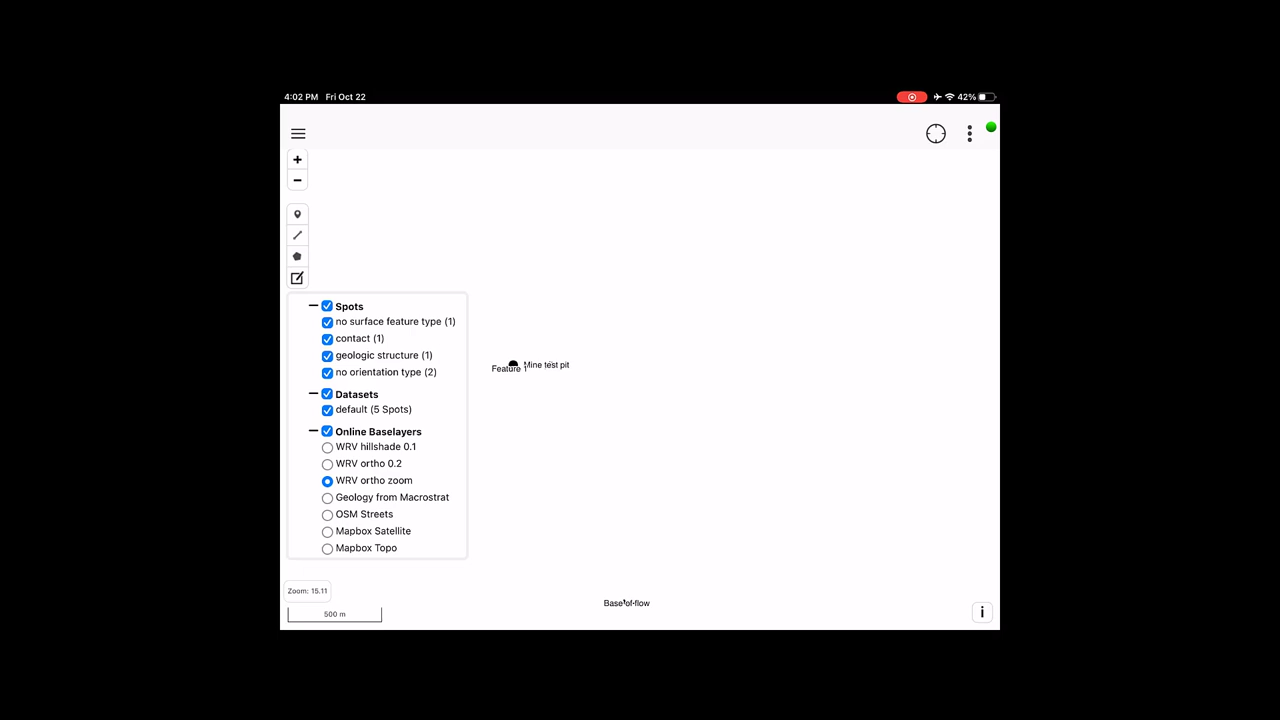 4:02 PM Fri Oct 22
42%
+
−
Spots
no surface feature type (1)
contact (1)
geologic structure (1)
no orientation type (2)
Mine test pit
Feature 1
Datasets
default (5 Spots)
Online Baselayers
WRV hillshade 0.1
WRV ortho 0.2
WRV ortho zoom
Geology from Macrostrat
OSM Streets
Mapbox Satellite
Mapbox Topo
Zoom: 15.11
Base of flow
500 m
i